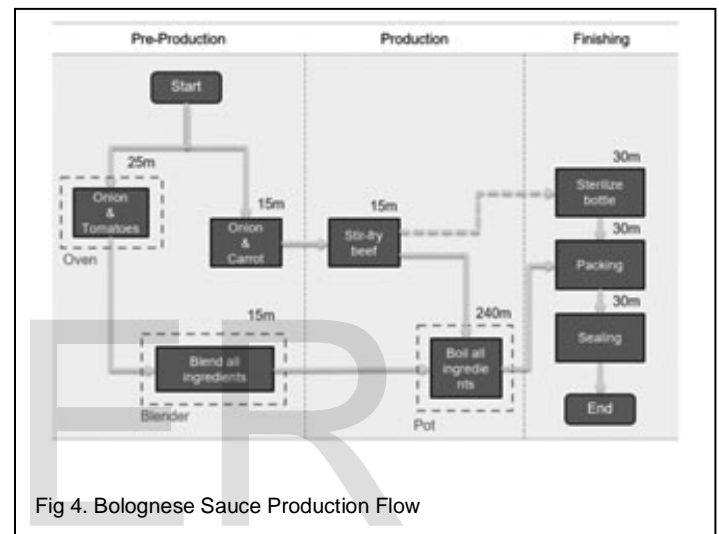 Pre-Production
Production
Finishing
Start
25m
Onion
&
Tomatoes
Oven
15m
Onion
&
Carrot
15m
Stir-fry
beef
30m
Sterilize
bottle
30m
Packing
30m
Sealing
End
15m
Blend all
ingredients
Blender
240m
Boil all
ingredie
nts
Pot
ER
Fig 4. Bolognese Sauce Production Flow